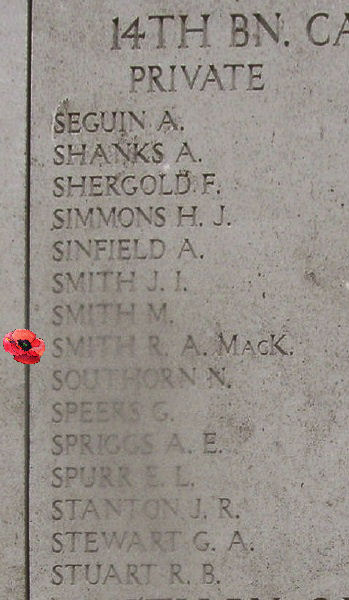 14TH BN. CA
PRIVATE
SEGUIN A.
SHANKS A.
SHERGOLD F.
SIMMONS H. J.
SINFIELD A.
SMITH J. I.
SMITH M.
SMITH R. A. MACK.
SOUTHORN N.
SPEERS G.
SPRIGGS A. E.
SPURR E. L.
STANTON J. R.
STEWART G. A.
STUART R. B.